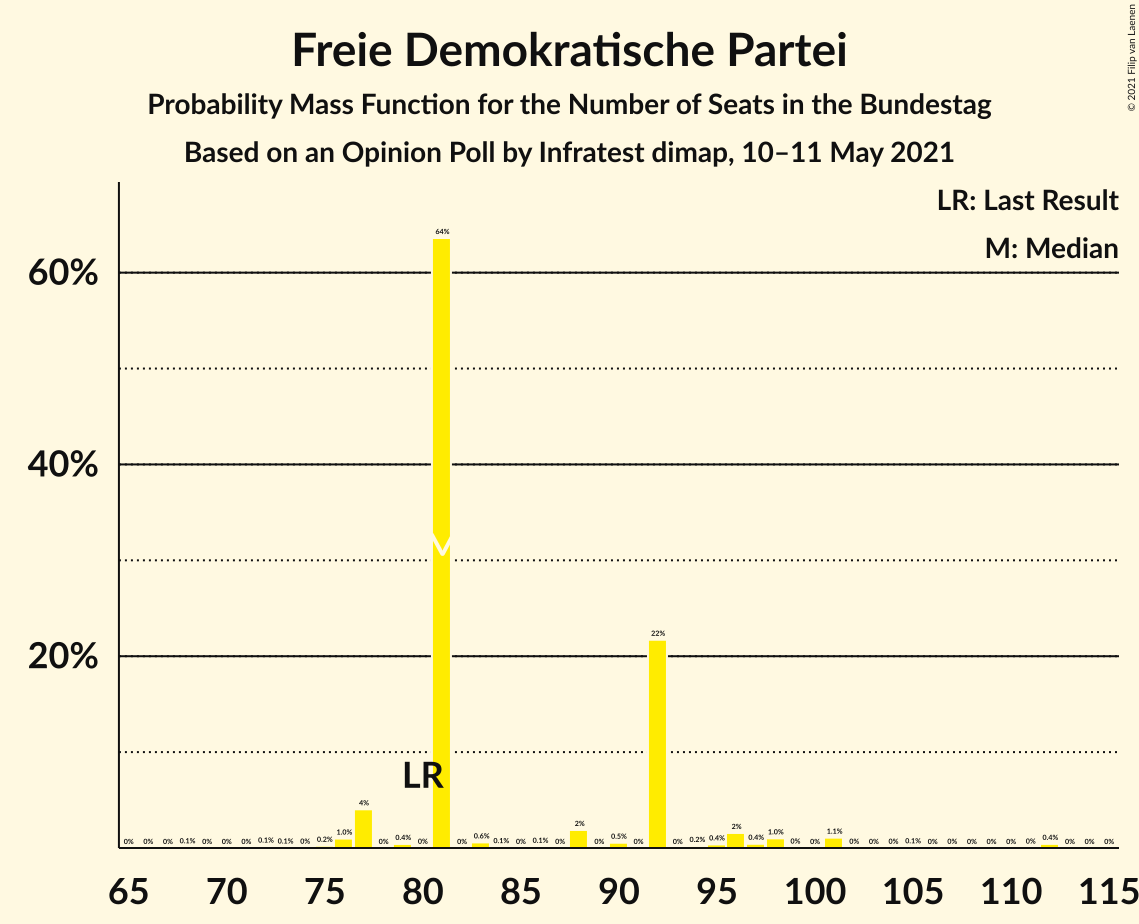 Freie Demokratische Partei
Probability Mass Function for the Number of Seats in the Bundestag
Based on an Opinion Poll by Infratest dimap, 10–11 May 2021
© 2021 Filip van Laenen
LR: Last Result
M: Median
60%
40%
20%
64%
M
22%
LR
0% 0% 0% 0.1% 0% 0% 0% 0.1% 0.1% 0% 0.2% 1.0% 4% 0% 0.4% 0% 0% 0.6% 0.1% 0% 0.1% 0% 2% 0% 0.5% 0% 0% 0.2% 0.4% 2% 0.4% 1.0% 0% 0% 1.1% 0% 0% 0% 0.1% 0% 0% 0% 0% 0% 0% 0.4% 0% 0% 0%
65 70 75 80 85 90 95 100 105 110 115